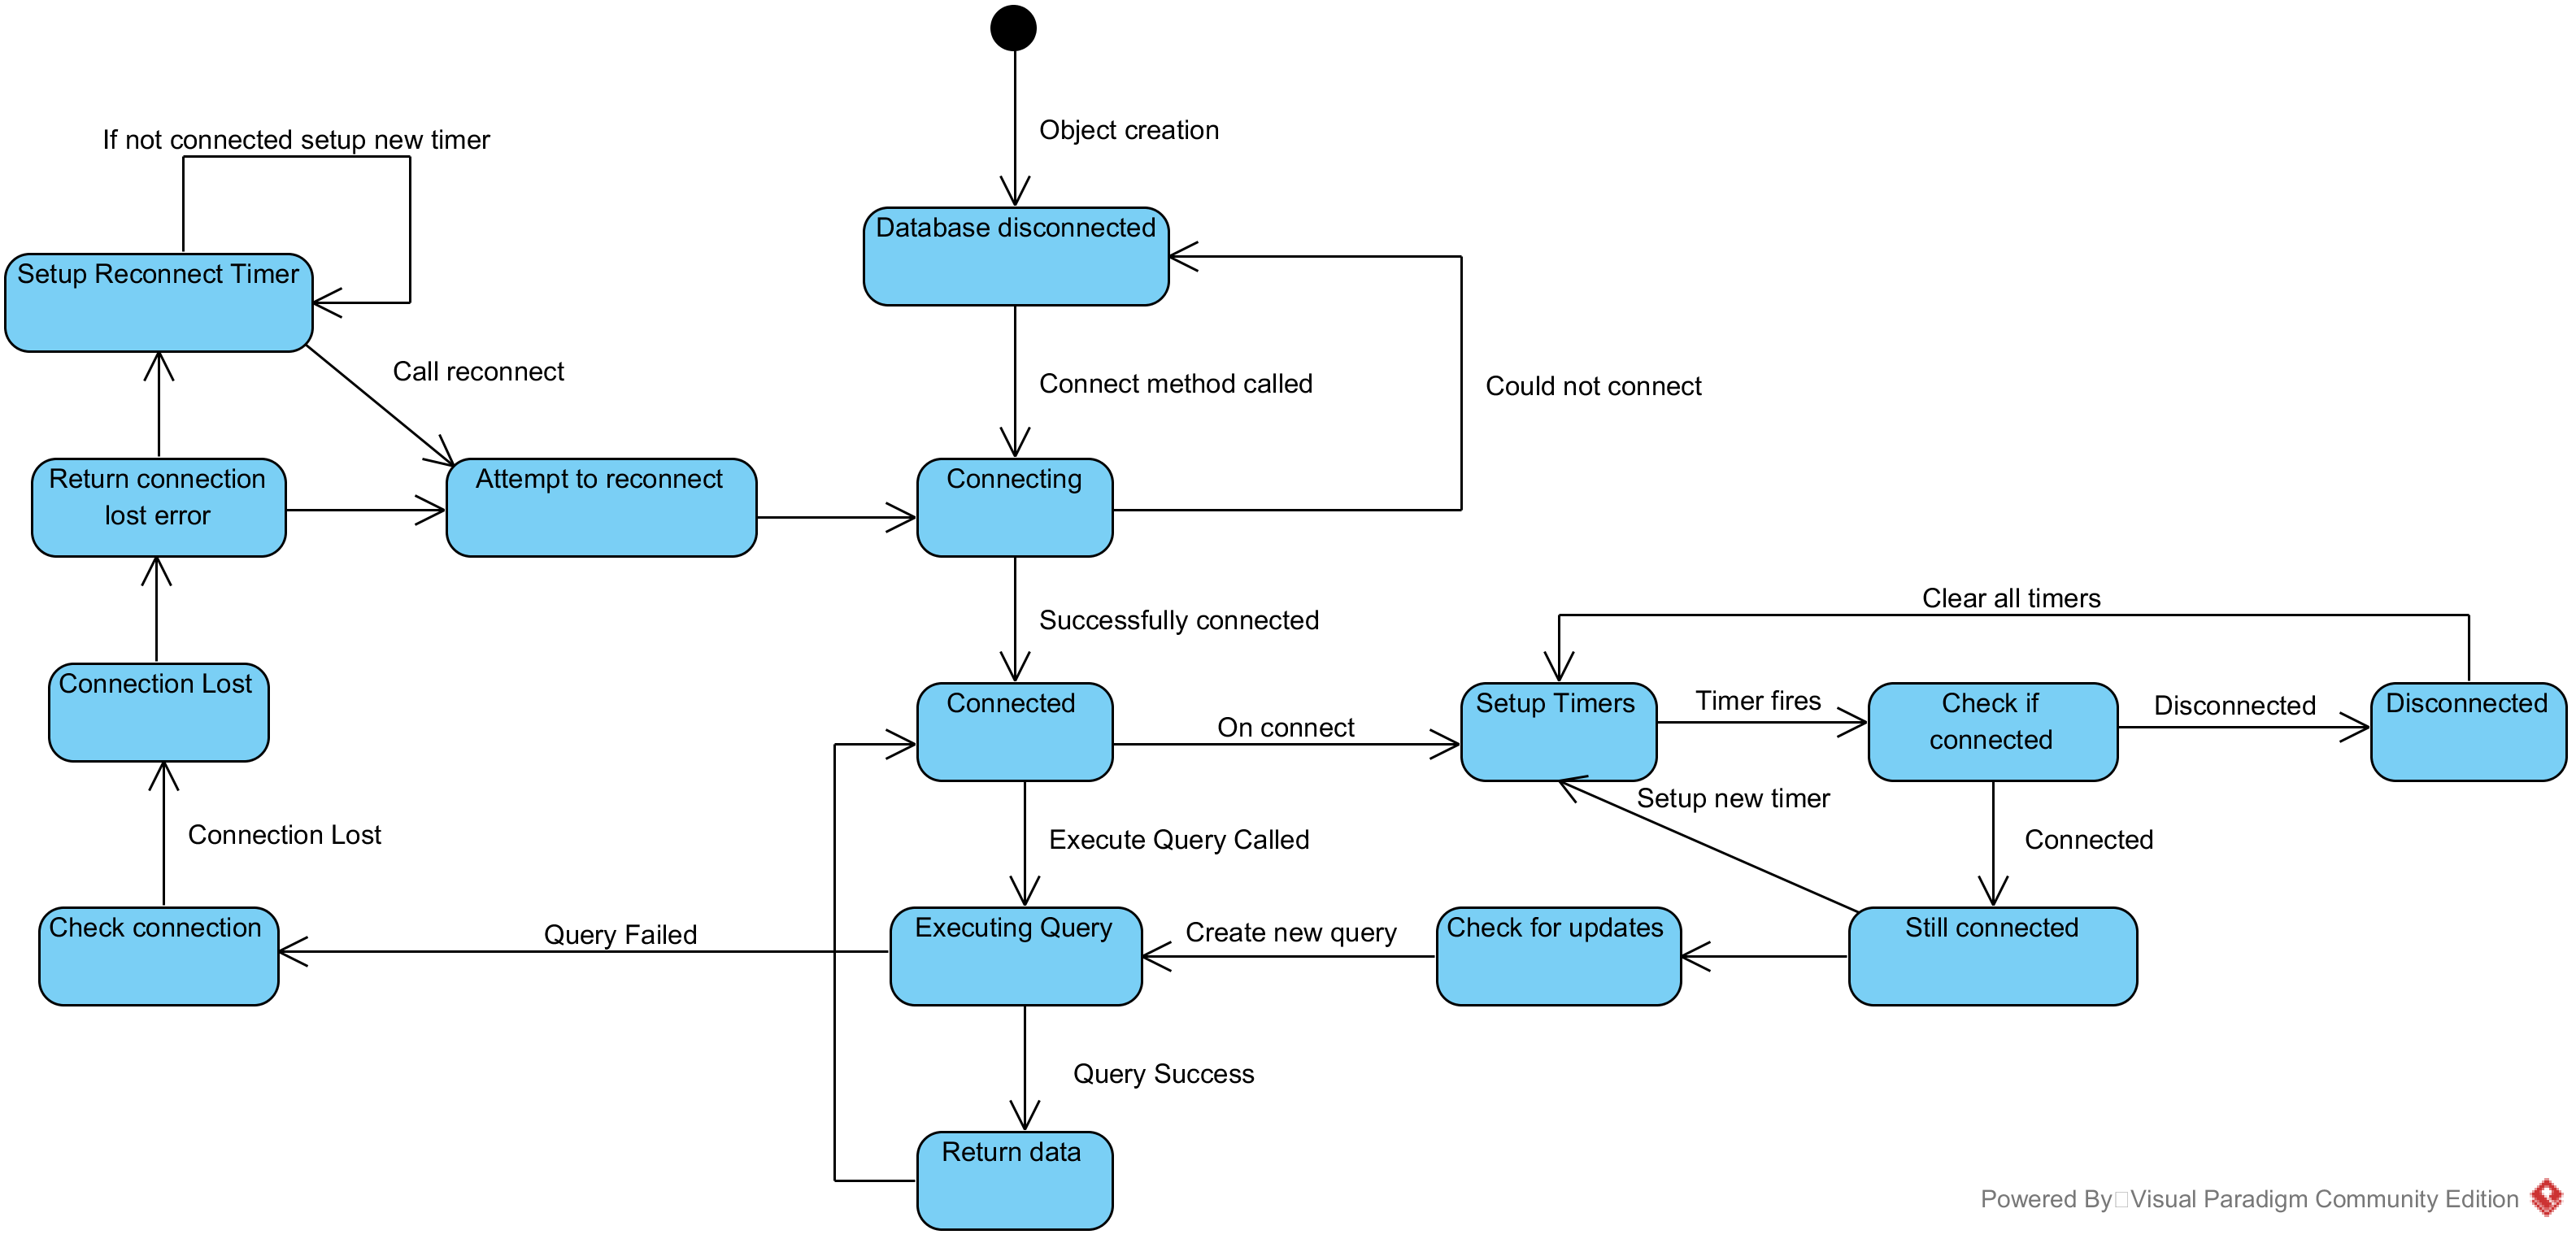 Object creation
If not connected setup new timer
Database disconnected
Setup Reconnect Timer
Call reconnect
Connect method called
Could not connect
Return connection
lost error
Attempt to reconnect
Connecting
Clear all timers
Successfully connected
Connection Lost
Connected
On connect
Setup Timers
Timer fires
Check if
connected
Disconnected
Disconnected
Setup new timer
Connection Lost
Execute Query Called
Connected
Check connection
Query Failed
Executing Query
Create new query
Check for updates
Still connected
Query Success
Return data
Powered By Visual Paradigm Community Edition